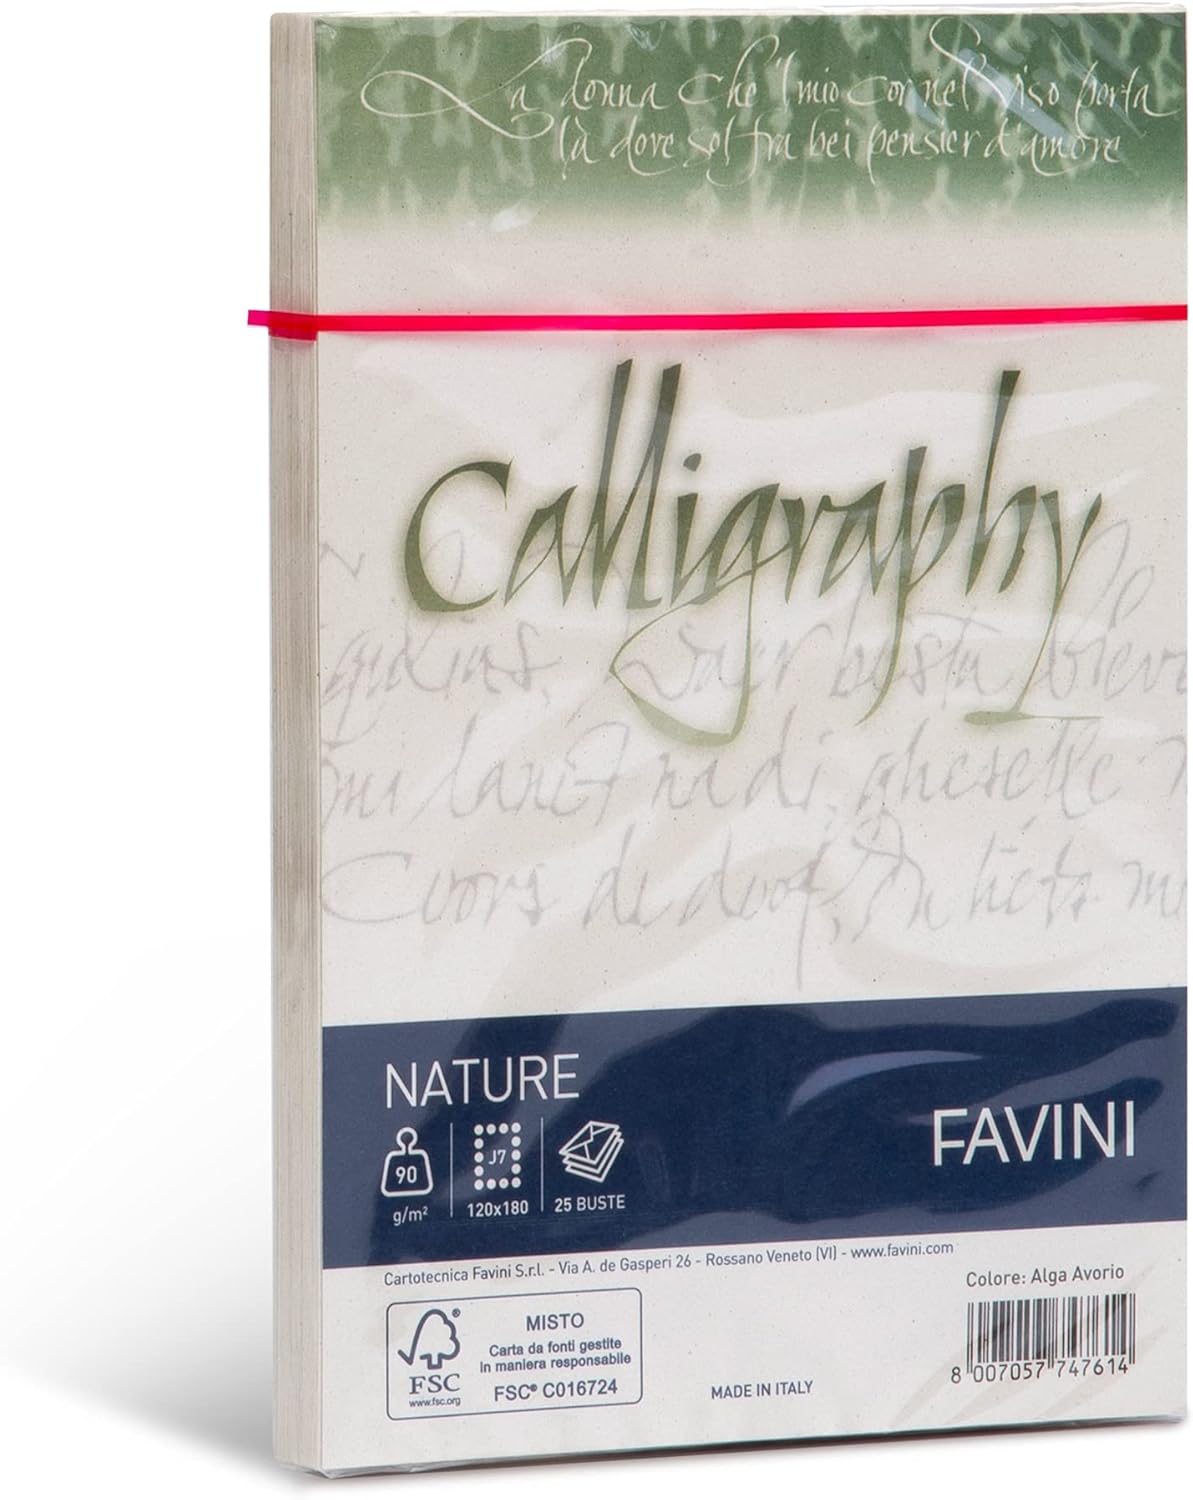 La donna che 'l mio cor nel viso porta
là dove sol fra bei pensier d'amore
Calligraphy
NATURE
FAVINI
90
g/m²
J7
120x180
25 BUSTE
Cartotecnica Favini S.r.l. - Via A. de Gasperi 26 - Rossano Veneto (VI) - www.favini.com
Colore: Alga Avorio
FSC
www.fsc.org
MISTO
Carta da fonti gestite
in maniera responsabile
FSC® C016724
MADE IN ITALY
8 007057 747614